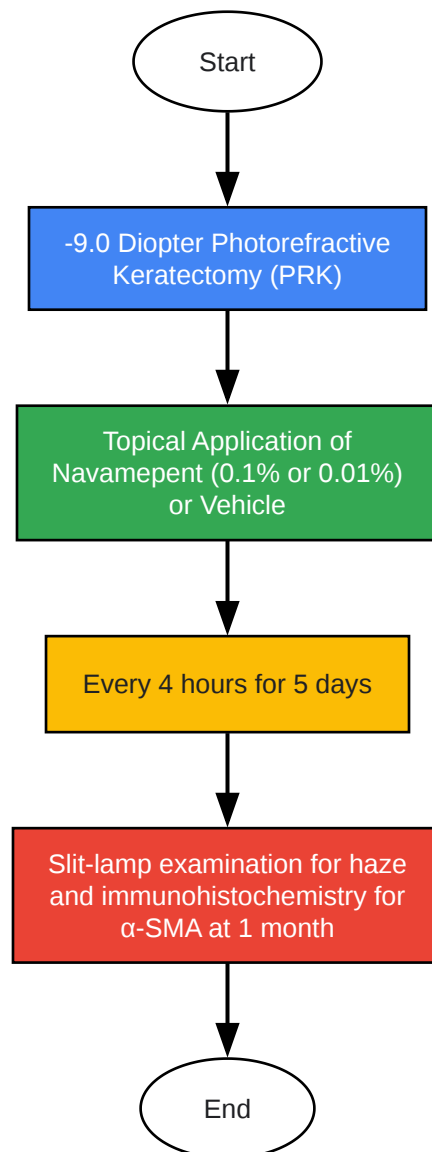 Start
-9.0 Diopter Photorefractive
Keratectomy (PRK)
Topical Application of
Navamepent (0.1% or 0.01%)
or Vehicle
Every 4 hours for 5 days
Slit-lamp examination for haze
and immunohistochemistry for
α-SMA at 1 month
End